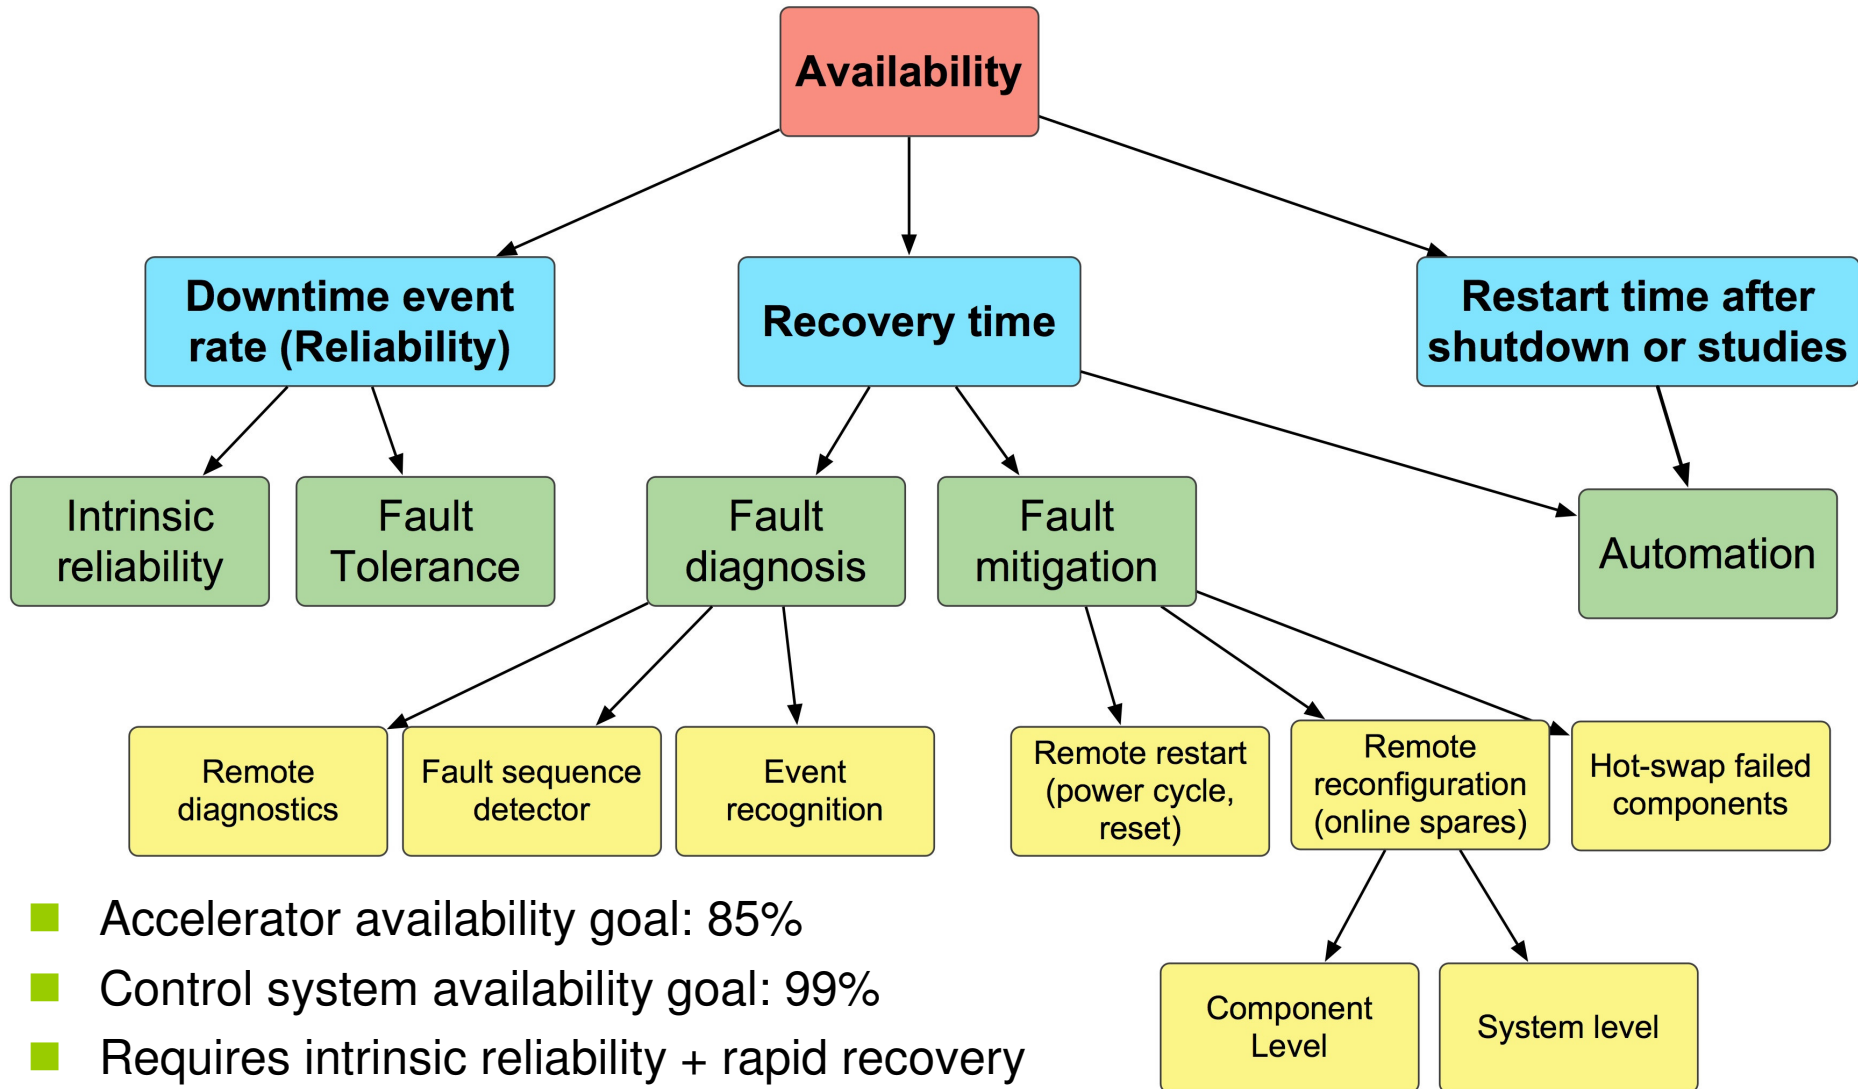 Availability
Downtime event
rate (Reliability)
Recovery time
Restart time after
shutdown or studies
Intrinsic
reliability
Fault
Tolerance
Fault
diagnosis
Fault
mitigation
Automation
Remote
diagnostics
Fault sequence
detector
Event
recognition
Remote restart
(power cycle,
reset)
Remote
reconfiguration
(online spares)
Hot-swap failed
components
Component
Level
System level
Accelerator availability goal: 85%
Control system availability goal: 99%
Requires intrinsic reliability + rapid recovery